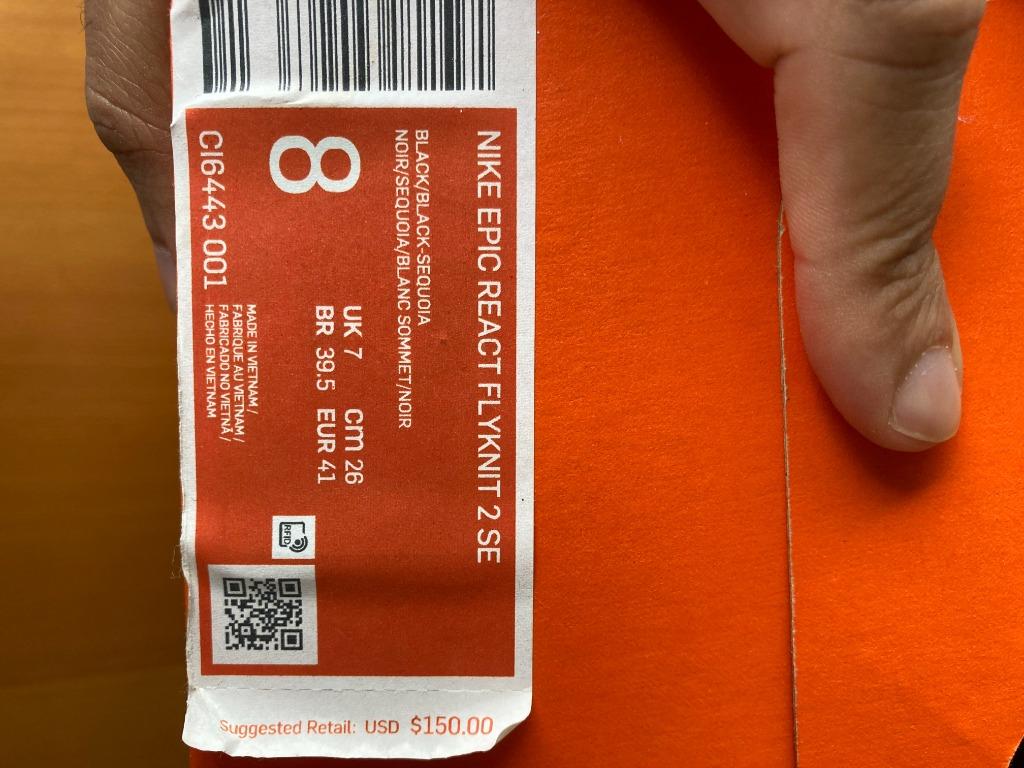 NIKE EPIC REACT FLYKNIT 2 SE
BLACK/BLACK-SEQUOIA
NOIR/SEQUOIA/BLANC SOMMET/NOIR
8
UK 7 cm 26
BR 39.5 EUR 41
CI6443 001
MADE IN VIETNAM/
FABRIQUE AU VIETNAM/
FABRICADO NO VIETNÃ/
HECHO EN VIETNAM
RFID
Suggested Retail: USD $150.00